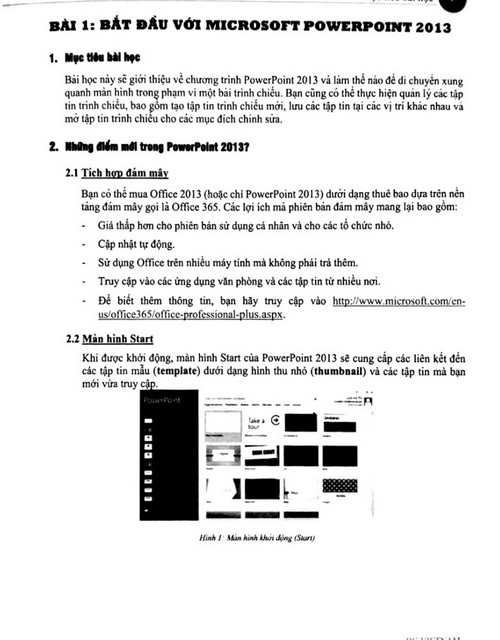 BÀI 1: BẮT ĐẦU VỚI MICROSOFT POWERPOINT 2013
1. Mục tiêu bài học
Bài học này sẽ giới thiệu về chương trình PowerPoint 2013 và làm thế nào để di chuyển xung
quanh màn hình trong phạm vi một bài trình chiếu. Bạn cũng có thể thực hiện quản lý các tập
tin trình chiếu, bao gồm tạo tập tin trình chiếu mới, lưu các tập tin tại các vị trí khác nhau và
mở tập tin trình chiếu cho các mục đích chỉnh sửa.
2. Những điểm mới trong PowerPoint 2013?
2.1 Tích hợp đám mây
Bạn có thể mua Office 2013 (hoặc chỉ PowerPoint 2013) dưới dạng thuê bao dựa trên nền
tảng đám mây gọi là Office 365. Các lợi ích mà phiên bản đám mây mang lại bao gồm:
- Giá thấp hơn cho phiên bản sử dụng cá nhân và cho các tổ chức nhỏ.
- Cập nhật tự động.
- Sử dụng Office trên nhiều máy tính mà không phải trả thêm.
- Truy cập vào các ứng dụng văn phòng và các tập tin từ nhiều nơi.
- Để biết thêm thông tin, bạn hãy truy cập vào http://www.microsoft.com/en-
us/office365/office-professional-plus.aspx.
2.2 Màn hình Start
Khi được khởi động, màn hình Start của PowerPoint 2013 sẽ cung cấp các liên kết đến
các tập tin mẫu (template) dưới dạng hình thu nhỏ (thumbnail) và các tập tin mà bạn
mới vừa truy cập.
PowerPoint
Take a
tour
Hình 1: Màn hình khởi động (Start)